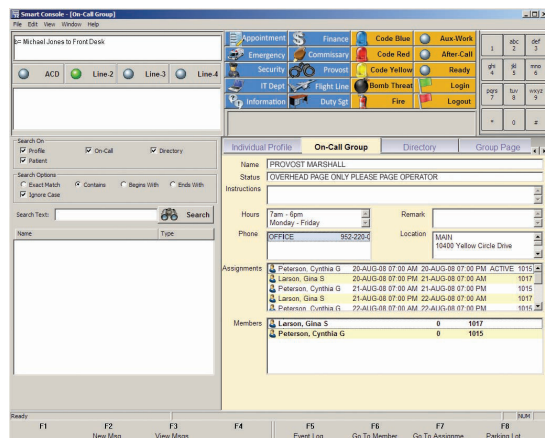 Smart Console - [On-Call Group]
File Edit View Window Help
b= Michael Jones to Front Desk
ACD Line-2 Line-3 Line-4
Appointment Finance Code Blue Aux-Work
Emergency Commissary Code Red After-Call
Security Provost Code Yellow Ready
IT Dept Flight Line Bomb Threat Login
Information Duty Sgt Fire Logout
1 abc 2 def 3
ghi 4 jkl 5 mno 6
pqrs 7 tuv 8 wxyz 9
* 0 #
Search On
Profile On-Call Directory
Patient
Search Options
Exact Match Contains Begins With Ends With
Ignore Case
Search Text: Search
Name Type
Individual Profile On-Call Group Directory Group Page
Name PROVOST MARSHALL
Status OVERHEAD PAGE ONLY PLEASE PAGE OPERATOR
Instructions
Hours 7am - 6pm Remark
Monday - Friday
Phone OFFICE 952-220-0 Location MAIN
10400 Yellow Circle Drive
Assignments Peterson, Cynthia G 20-AUG-08 07:00 AM 20-AUG-08 07:00 PM ACTIVE 1015
Larson, Gina S 20-AUG-08 07:00 PM 21-AUG-08 07:00 AM 1017
Peterson, Cynthia G 21-AUG-08 07:00 AM 21-AUG-08 07:00 PM 1015
Larson, Gina S 21-AUG-08 07:00 PM 22-AUG-08 07:00 AM 1017
Peterson, Cynthia G 22-AUG-08 07:00 AM 22-AUG-08 07:00 PM 1015
Members Larson, Gina S 0 1017
Peterson, Cynthia G 0 1015
Ready NUM
F1 F2 F3 F4 F5 F6 F7 F8
New Msg View Msgs Event Log Go To Member Go To Assignme Parking Lot